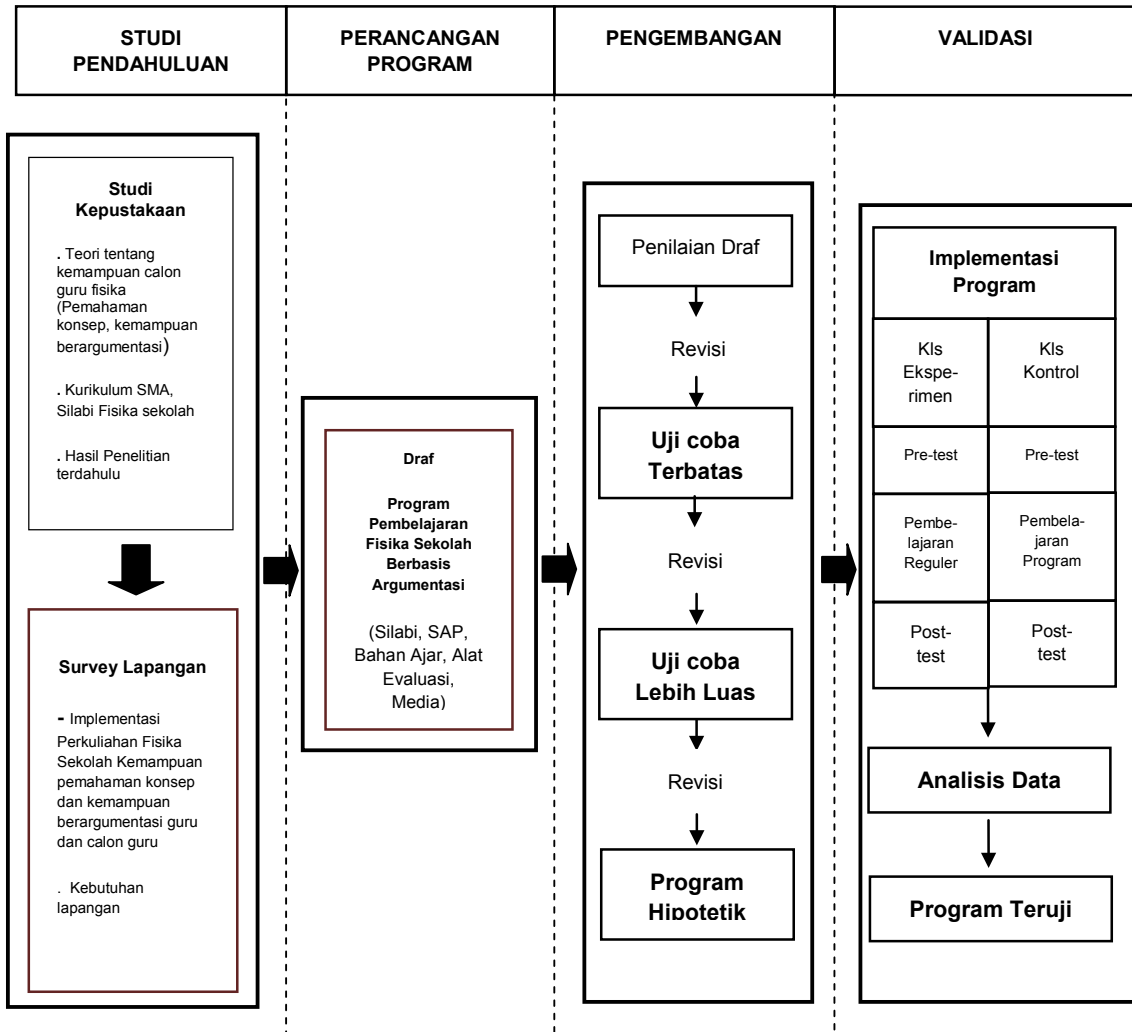 STUDI
PENDAHULUAN
PERANCANGAN
PROGRAM
PENGEMBANGAN
VALIDASI
Studi
Kepustakaan
. Teori tentang
kemampuan calon
guru fisika
(Pemahaman
konsep, kemampuan
berargumentasi)
. Kurikulum SMA,
Silabi Fisika sekolah
. Hasil Penelitian
terdahulu
Survey Lapangan
- Implementasi
Perkuliahan Fisika
Sekolah Kemampuan
pemahaman konsep
dan kemampuan
berargumentasi guru
dan calon guru
. Kebutuhan
lapangan
Draf
Program
Pembelajaran
Fisika Sekolah
Berbasis
Argumentasi
(Silabi, SAP,
Bahan Ajar, Alat
Evaluasi,
Media)
Penilaian Draf
Revisi
Uji coba
Terbatas
Revisi
Uji coba
Lebih Luas
Revisi
Program
Hipotetik
Implementasi
Program
Kls
Ekspe-
rimen
Kls
Kontrol
Pre-test
Pre-test
Pembe-
lajaran
Reguler
Pembela-
jaran
Program
Post-
test
Post-
test
Analisis Data
Program Teruji